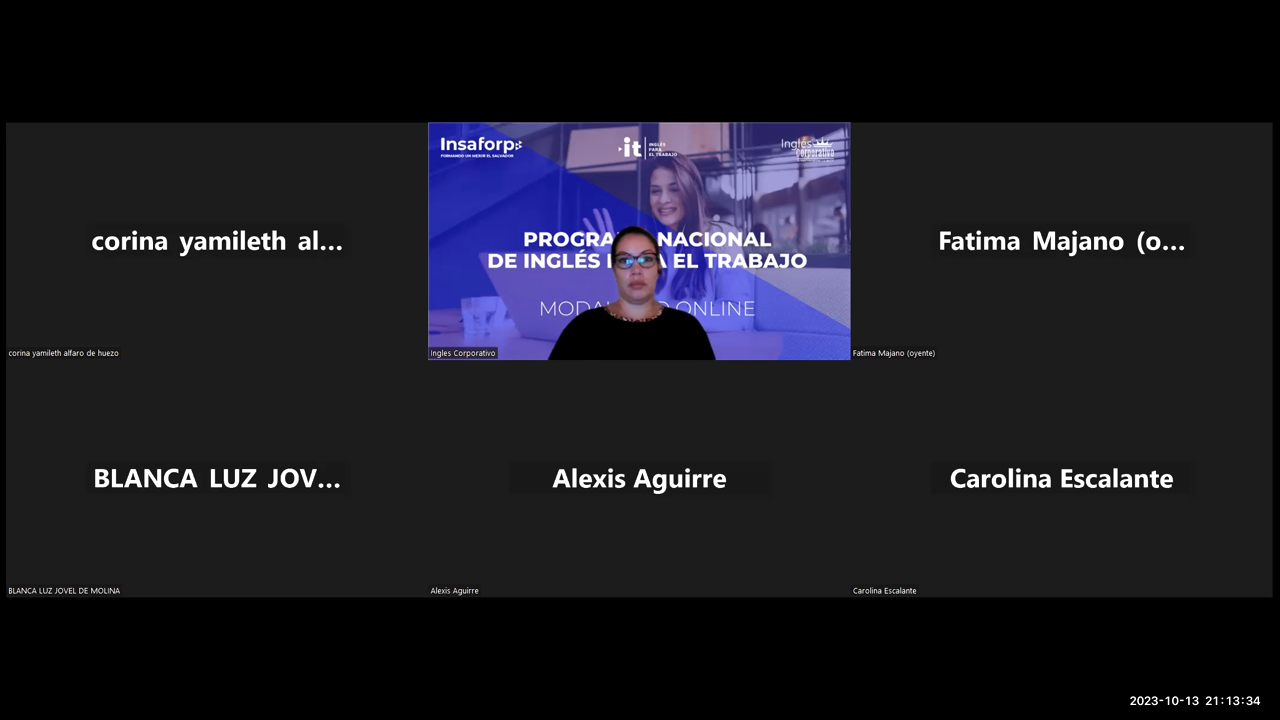 corina yamileth al...
corina yamileth alfaro de huezo
Insaforp
FORMANDO UN MEJOR EL SALVADOR
it
INGLÉS
PARA
EL TRABAJO
Inglés
corporativo
PROGRA NACIONAL
DE INGLÉS A EL TRABAJO
MODA ONLINE
Ingles Corporativo
Fatima Majano (o...
Fatima Majano (oyente)
BLANCA LUZ JOV...
BLANCA LUZ JOVEL DE MOLINA
Alexis Aguirre
Alexis Aguirre
Carolina Escalante
Carolina Escalante
2023-10-13 21:13:34